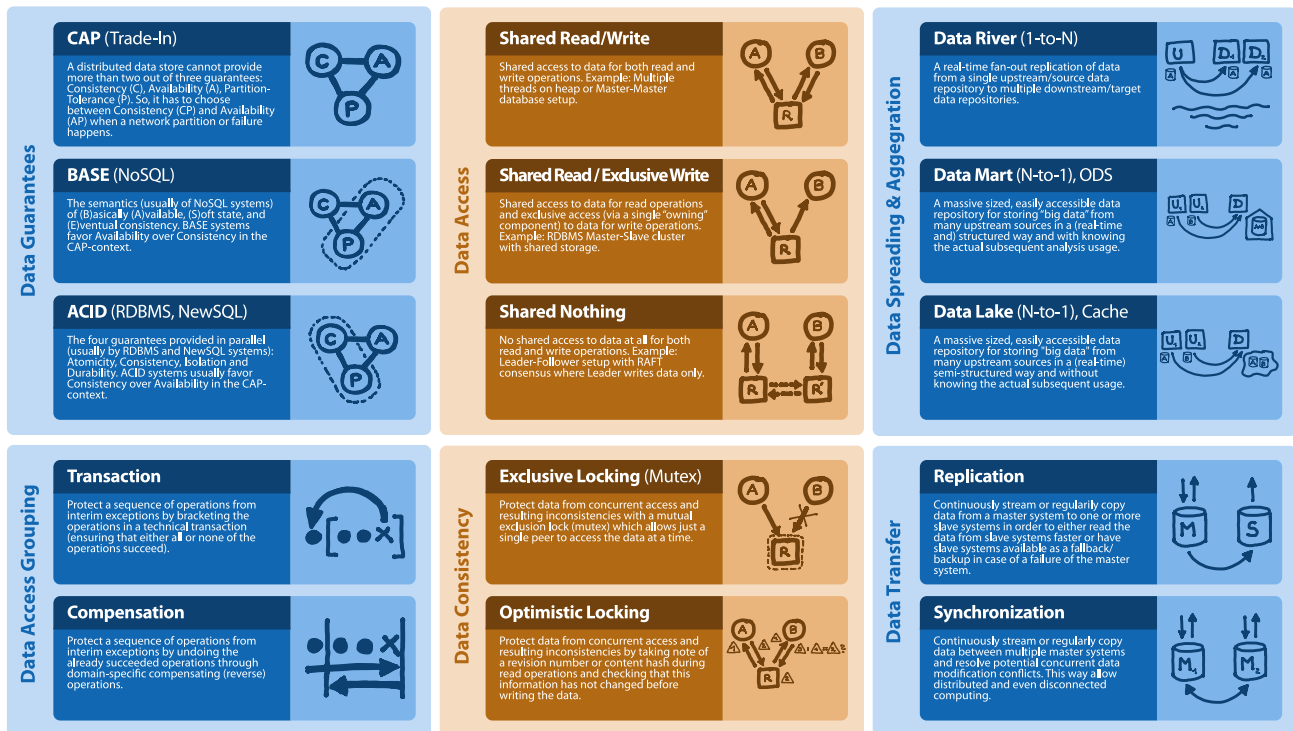 Data Guarantees
CAP (Trade-In)
A distributed data store cannot provide
more than two out of three guarantees:
Consistency (C), Availability (A), Partition-
Tolerance (P). So, it has to choose
between Consistency (CP) and Availability
(AP) when a network partition or failure
happens.
C A
P
BASE (NoSQL)
The semantics (usually of NoSQL systems)
of (B)asically (A)vailable, (S)oft state, and
(E)ventual consistency. BASE systems
favor Availability over Consistency in the
CAP-context.
C A
P
ACID (RDBMS, NewSQL)
The four guarantees provided in parallel
(usually by RDBMS and NewSQL systems):
Atomicity, Consistency, Isolation and
Durability. ACID systems usually favor
Consistency over Availability in the CAP-
context.
C A
P
Data Access
Shared Read/Write
Shared access to data for both read and
write operations. Example: Multiple
threads on heap or Master-Master
database setup.
A B
R
Shared Read / Exclusive Write
Shared access to data for read operations
and exclusive access (via a single "owning"
component) to data for write operations.
Example: RDBMS Master-Slave cluster
with shared storage.
A B
R
Shared Nothing
No shared access to data at all for both
read and write operations. Example:
Leader-Follower setup with RAFT
consensus where Leader writes data only.
A B
R R'
Data Spreading & Aggegration
Data River (1-to-N)
A real-time fan-out replication of data
from a single upstream/source data
repository to multiple downstream/target
data repositories.
U D1 D2
A A A
Data Mart (N-to-1), ODS
A massive sized, easily accessible data
repository for storing "big data" from
many upstream sources in a (real-time
and) structured way and with knowing
the actual subsequent analysis usage.
U1 U2 D
A B
Data Lake (N-to-1), Cache
A massive sized, easily accessible data
repository for storing "big data" from
many upstream sources in a (real-time)
semi-structured way and without
knowing the actual subsequent usage.
U1 U2 D
A B A B
Data Access Grouping
Transaction
Protect a sequence of operations from
interim exceptions by bracketing the
operations in a technical transaction
(ensuring that either all or none of the
operations succeed).
Compensation
Protect a sequence of operations from
interim exceptions by undoing the
already succeeded operations through
domain-specific compensating (reverse)
operations.
Data Consistency
Exclusive Locking (Mutex)
Protect data from concurrent access and
resulting inconsistencies with a mutual
exclusion lock (mutex) which allows just a
single peer to access the data at a time.
A B
R
Optimistic Locking
Protect data from concurrent access and
resulting inconsistencies by taking note of
a revision number or content hash during
read operations and checking that this
information has not changed before
writing the data.
A B
R
Data Transfer
Replication
Continuously stream or regularily copy
data from a master system to one or more
slave systems in order to either read the
data from slave systems faster or have
slave systems available as a fallback/
backup in case of a failure of the master
system.
M S
Synchronization
Continuously stream or regularly copy
data between multiple master systems
and resolve potential concurrent data
modification conflicts. This way allow
distributed and even disconnected
computing.
M1 M2